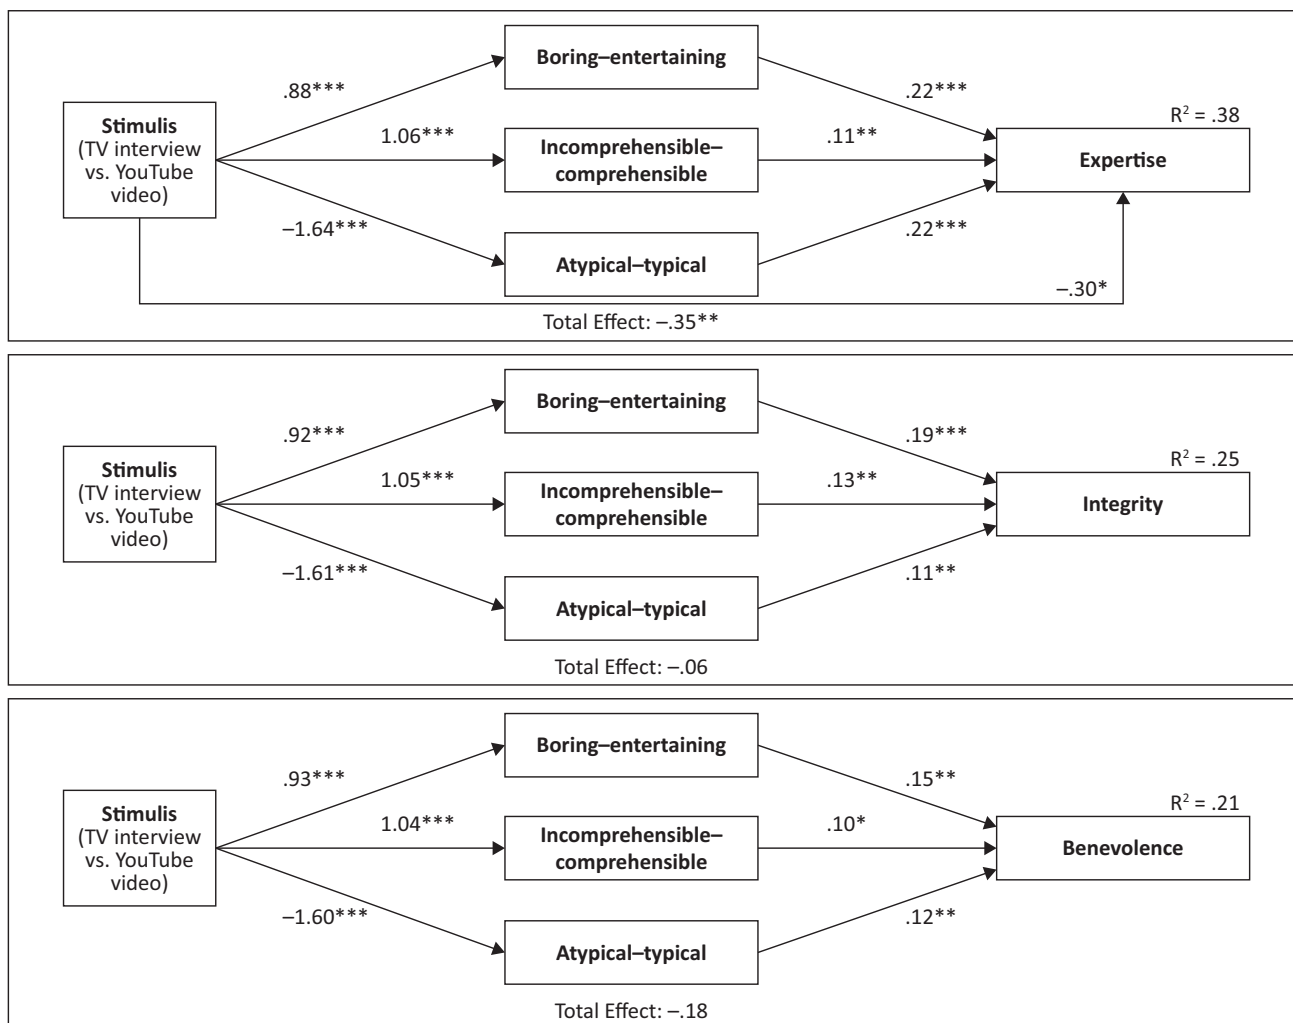 Boring–entertaining
.88***
.22***
R² = .38
Stimulis
(TV interview
vs. YouTube
video)
1.06***
Incomprehensible–
comprehensible
.11**
Expertise
–1.64***
Atypical–typical
.22***
–.30*
Total Effect: –.35**
Boring–entertaining
.92***
.19***
R² = .25
Stimulis
(TV interview
vs. YouTube
video)
1.05***
Incomprehensible–
comprehensible
.13**
Integrity
–1.61***
Atypical–typical
.11**
Total Effect: –.06
Boring–entertaining
.93***
.15**
R² = .21
Stimulis
(TV interview
vs. YouTube
video)
1.04***
Incomprehensible–
comprehensible
.10*
Benevolence
–1.60***
Atypical–typical
.12**
Total Effect: –.18